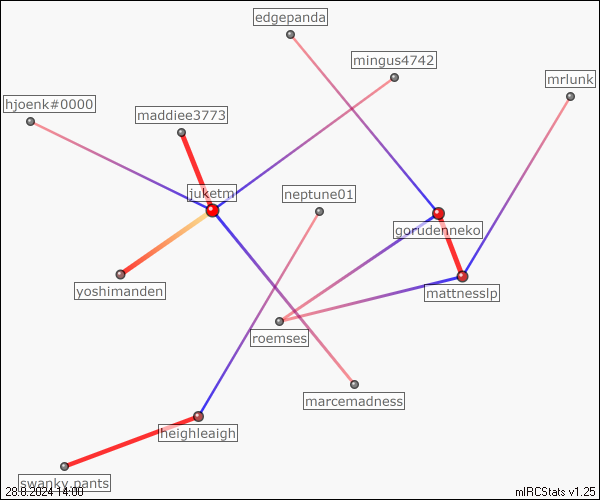 edgepanda
mingus4742
mrlunk
hjoenk#0000
maddiee3773
juketm
neptune01
gorudenneko
yoshimanden
mattnesslp
roemses
marcemadness
heighleaigh
swanky.pants
28.8.2024 14:00
mIRCStats v1.25